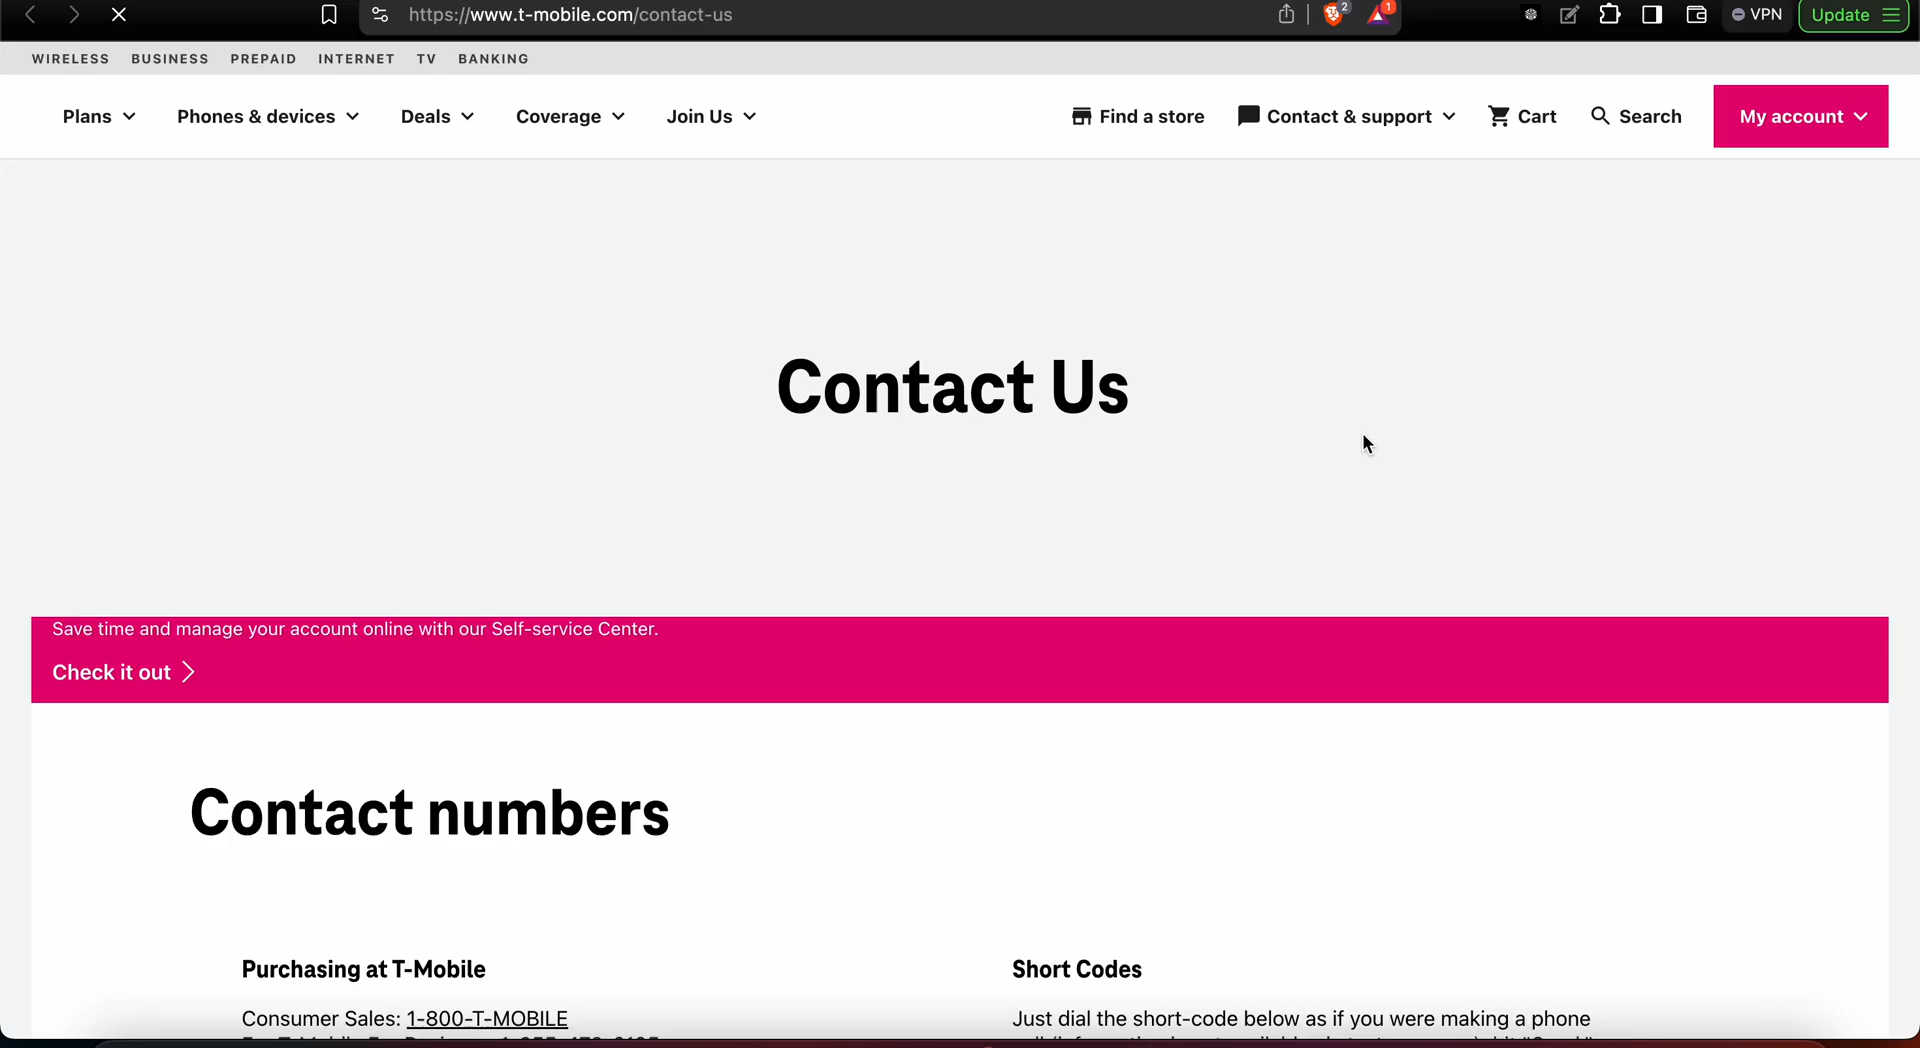 https://www.t-mobile.com/contact-us
2
1
VPN
Update
WIRELESS BUSINESS PREPAID INTERNET TV BANKING
Plans Phones & devices Deals Coverage Join Us Find a store Contact & support Cart Search My account
Contact Us
Save time and manage your account online with our Self-service Center.
Check it out
Contact numbers
Purchasing at T-Mobile
Consumer Sales: 1-800-T-MOBILE
Short Codes
Just dial the short-code below as if you were making a phone